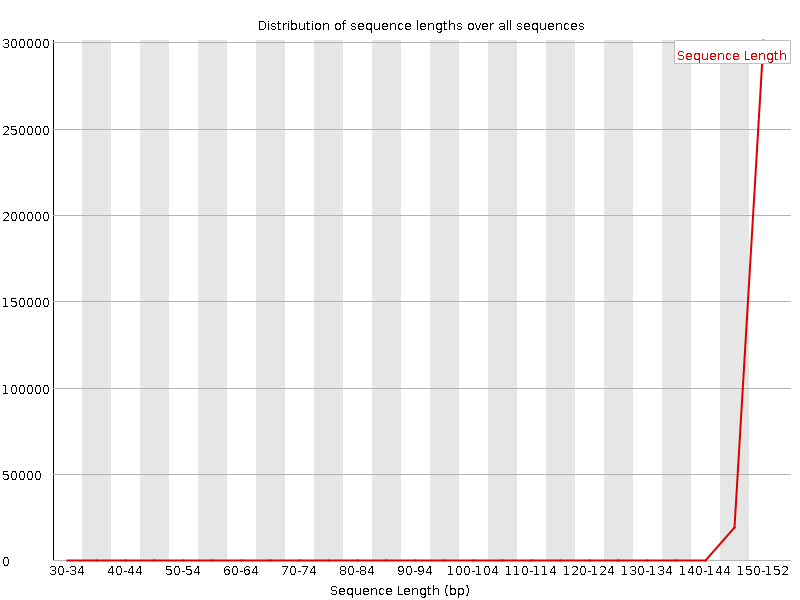 Distribution of sequence lengths over all sequences
300000
Sequence Length
250000
200000
150000
100000
50000
0
30-34 40-44 50-54 60-64 70-74 80-84 90-94 100-104 110-114 120-124 130-134 140-144 150-152
Sequence Length (bp)